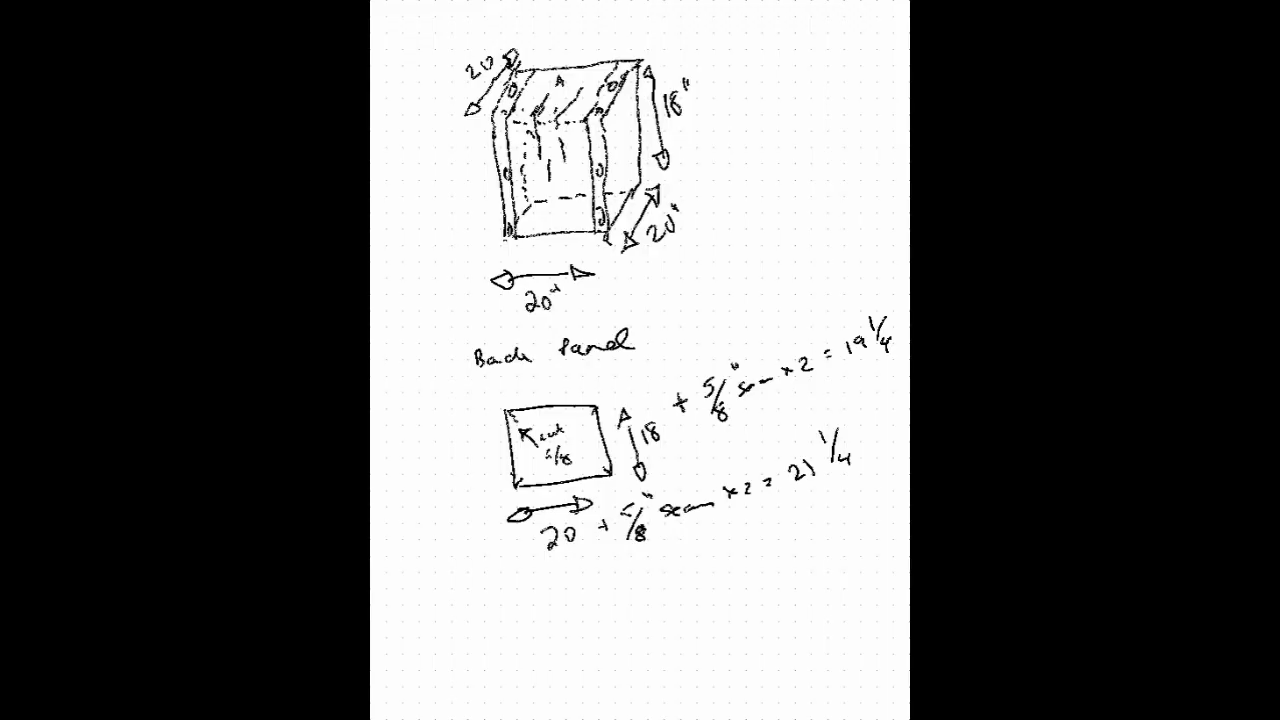 20
A
18"
20"
20"
Back Panel
A
18 + 5/8" seam x 2 = 19 1/4
cut
5/8
20 + 5/8" seam x 2 = 21 1/4